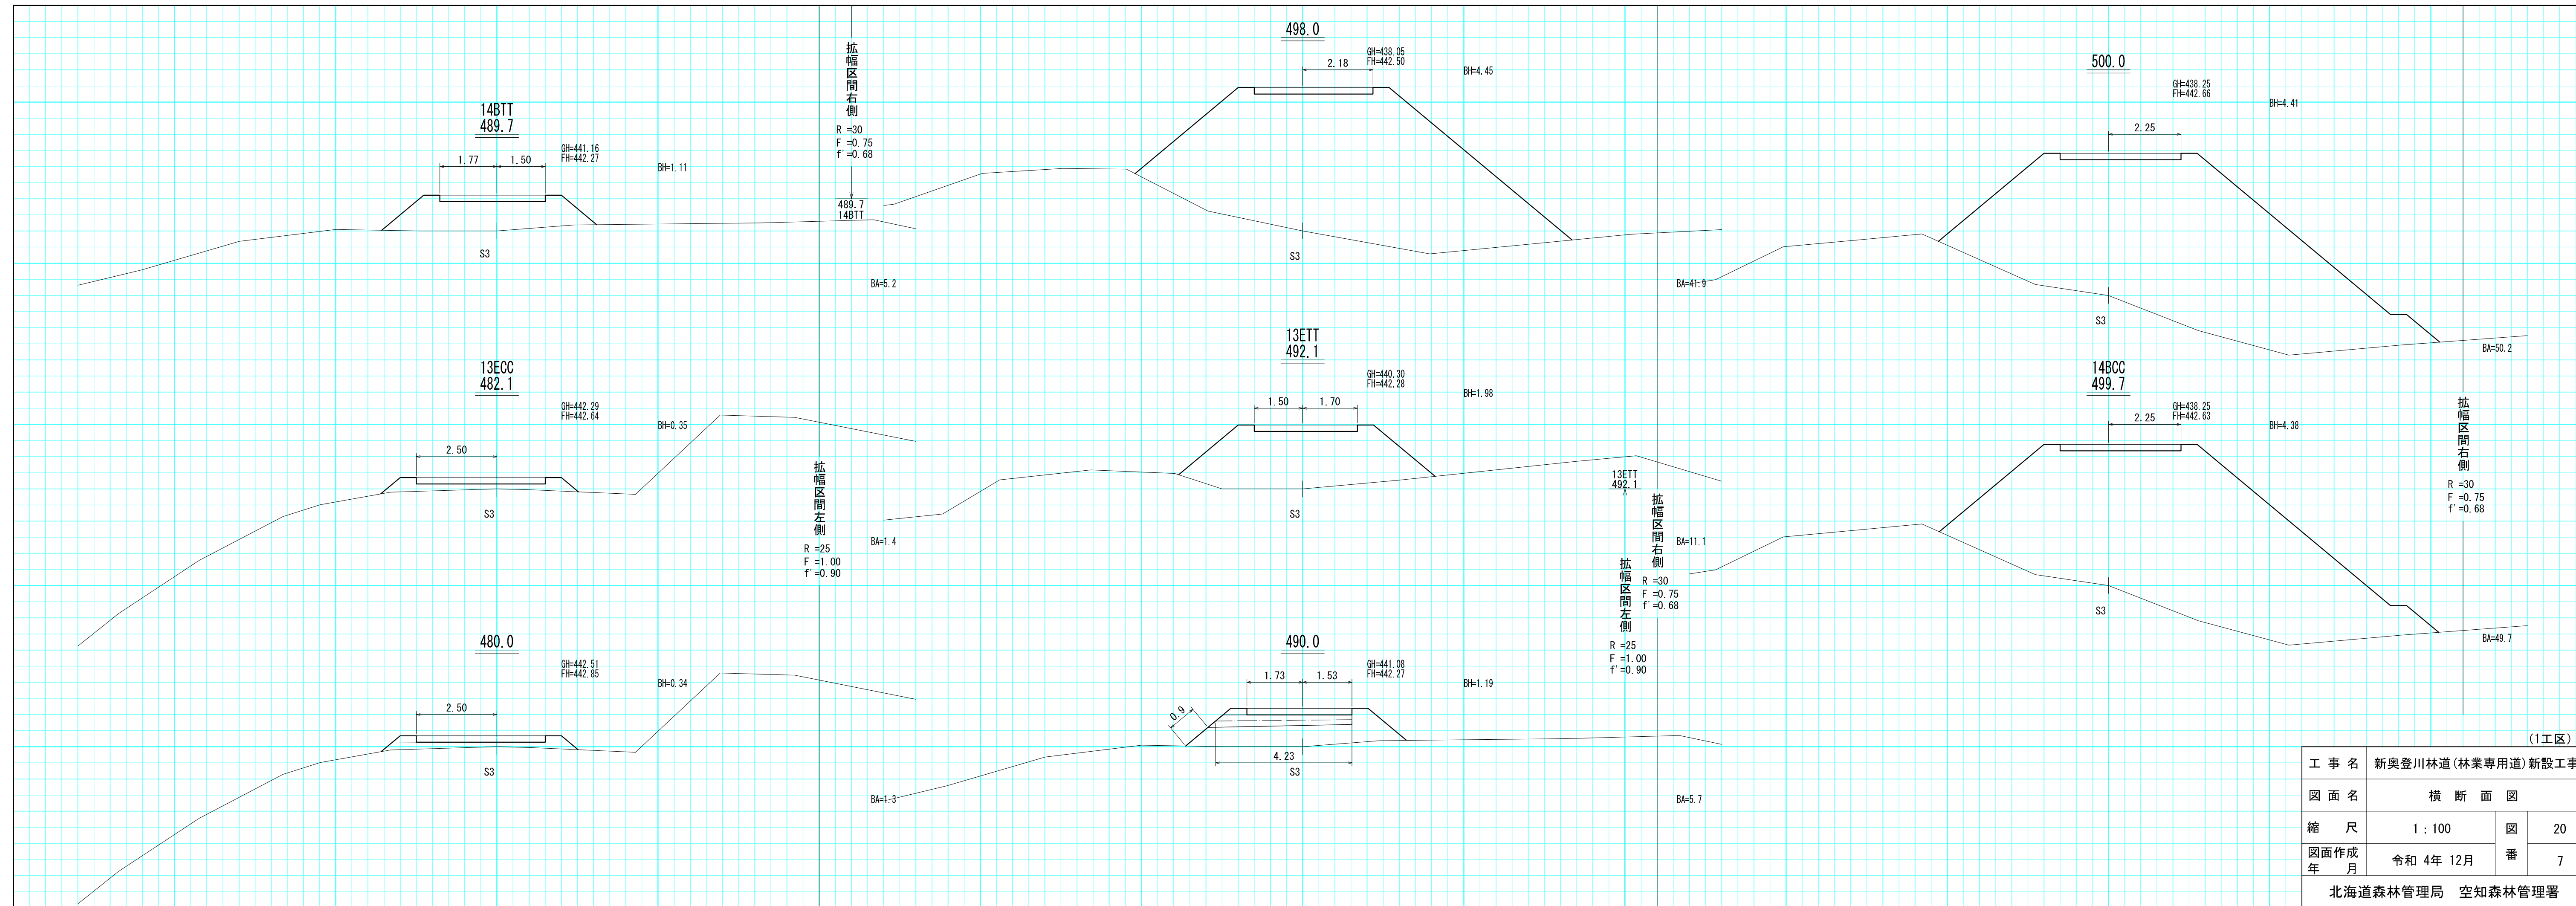 14BTT
489.7
GH=441.16
FH=442.27
BH=1.11
1.77
1.50
S3
BA=5.2
13ECC
482.1
GH=442.29
FH=442.64
BH=0.35
2.50
S3
BA=1.4
480.0
GH=442.51
FH=442.85
BH=0.34
2.50
S3
BA=1.3
拡幅区間右側
R =30
F =0.75
f'=0.68
489.7
14BTT
拡幅区間左側
R =25
F =1.00
f'=0.90
498.0
GH=438.05
FH=442.50
BH=4.45
2.18
S3
BA=41.9
13ETT
492.1
GH=440.30
FH=442.28
BH=1.98
1.50
1.70
S3
BA=11.1
490.0
GH=441.08
FH=442.27
BH=1.19
1.73
1.53
0.9
4.23
S3
BA=5.7
13ETT
492.1
拡幅区間左側
R =25
F =1.00
f'=0.90
拡幅区間右側
R =30
F =0.75
f'=0.68
500.0
GH=438.25
FH=442.66
BH=4.41
2.25
S3
BA=50.2
14BCC
499.7
GH=438.25
FH=442.63
BH=4.38
2.25
S3
BA=49.7
拡幅区間右側
R =30
F =0.75
f'=0.68
(1工区)
工 事 名 新奥登川林道(林業専用道)新設工事
図 面 名 横 断 面 図
縮 尺 1 : 100 図番 20
図面作成年 月 令和 4年 12月 7
北海道森林管理局 空知森林管理署